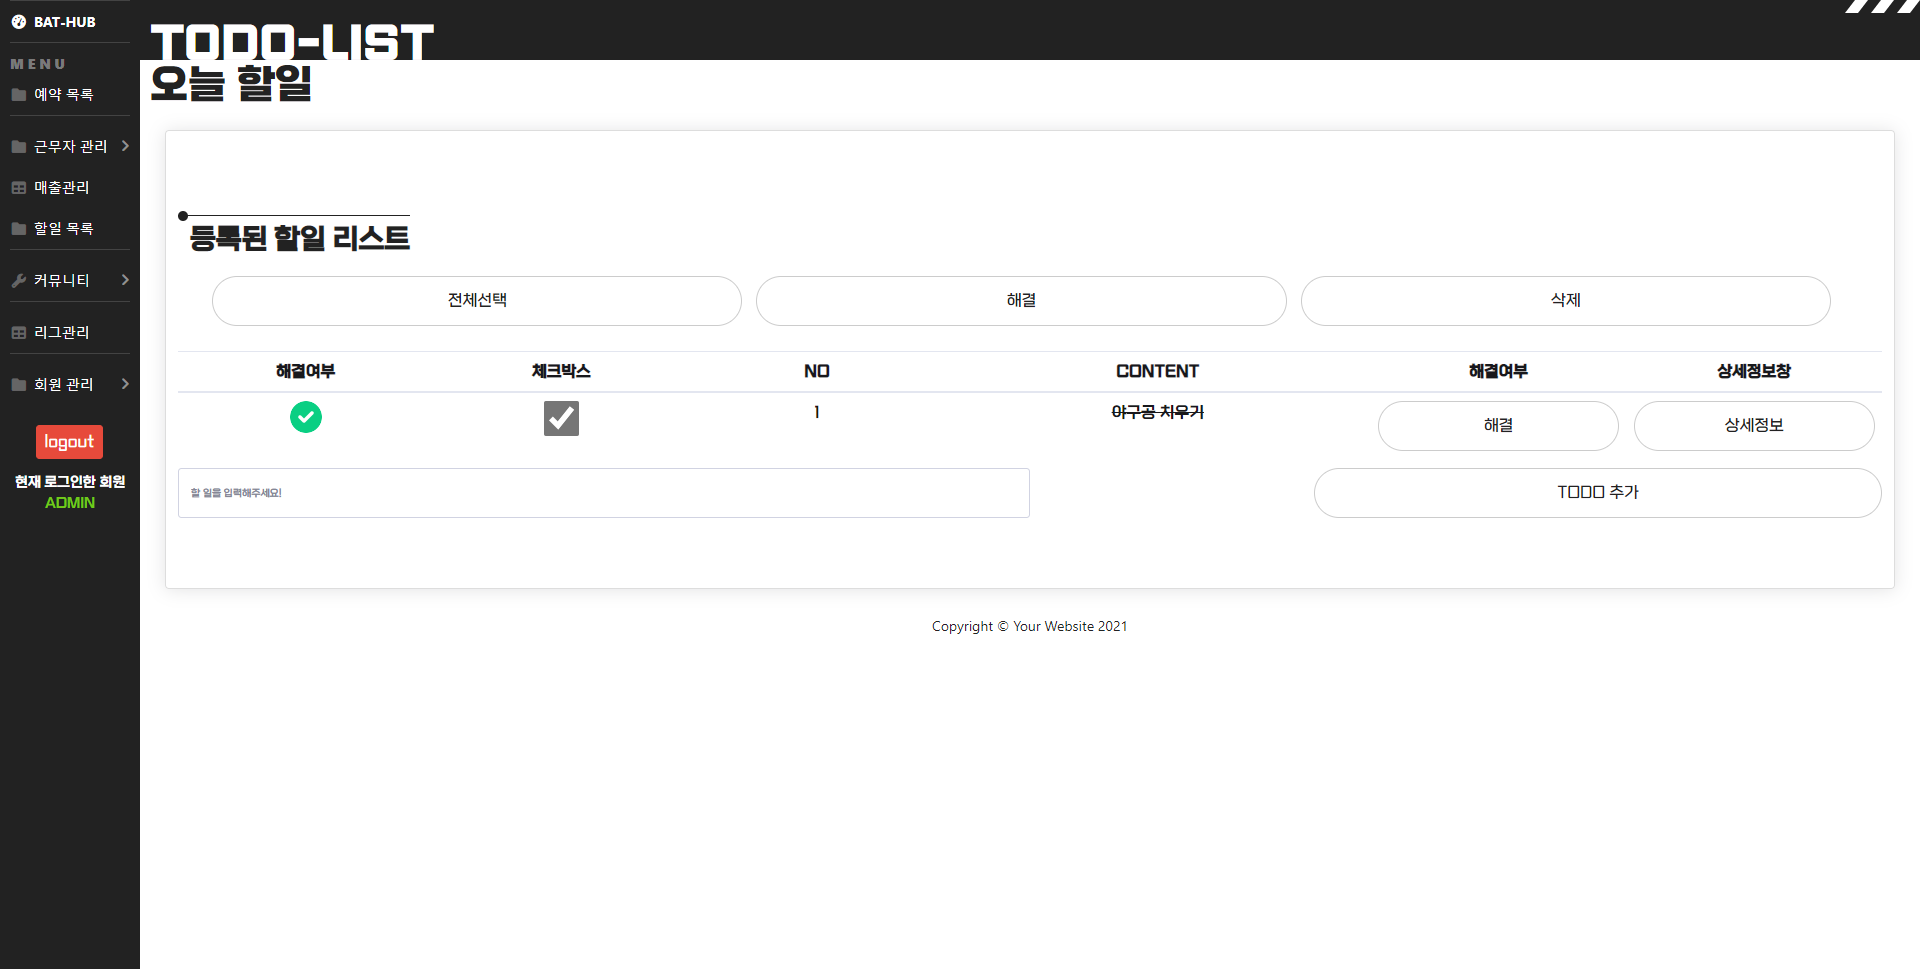 BAT-HUB
MENU
예약 목록
근무자 관리
매출관리
할일 목록
커뮤니티
리그관리
회원 관리
logout
현재 로그인한 회원
ADMIN
TODO-LIST
오늘 할일
등록된 할일 리스트
전체선택 해결 삭제
해결여부 체크박스 NO CONTENT 해결여부 상세정보창
1 야구공 치우기 해결 상세정보
할 일을 입력해주세요! TODO 추가
Copyright © Your Website 2021